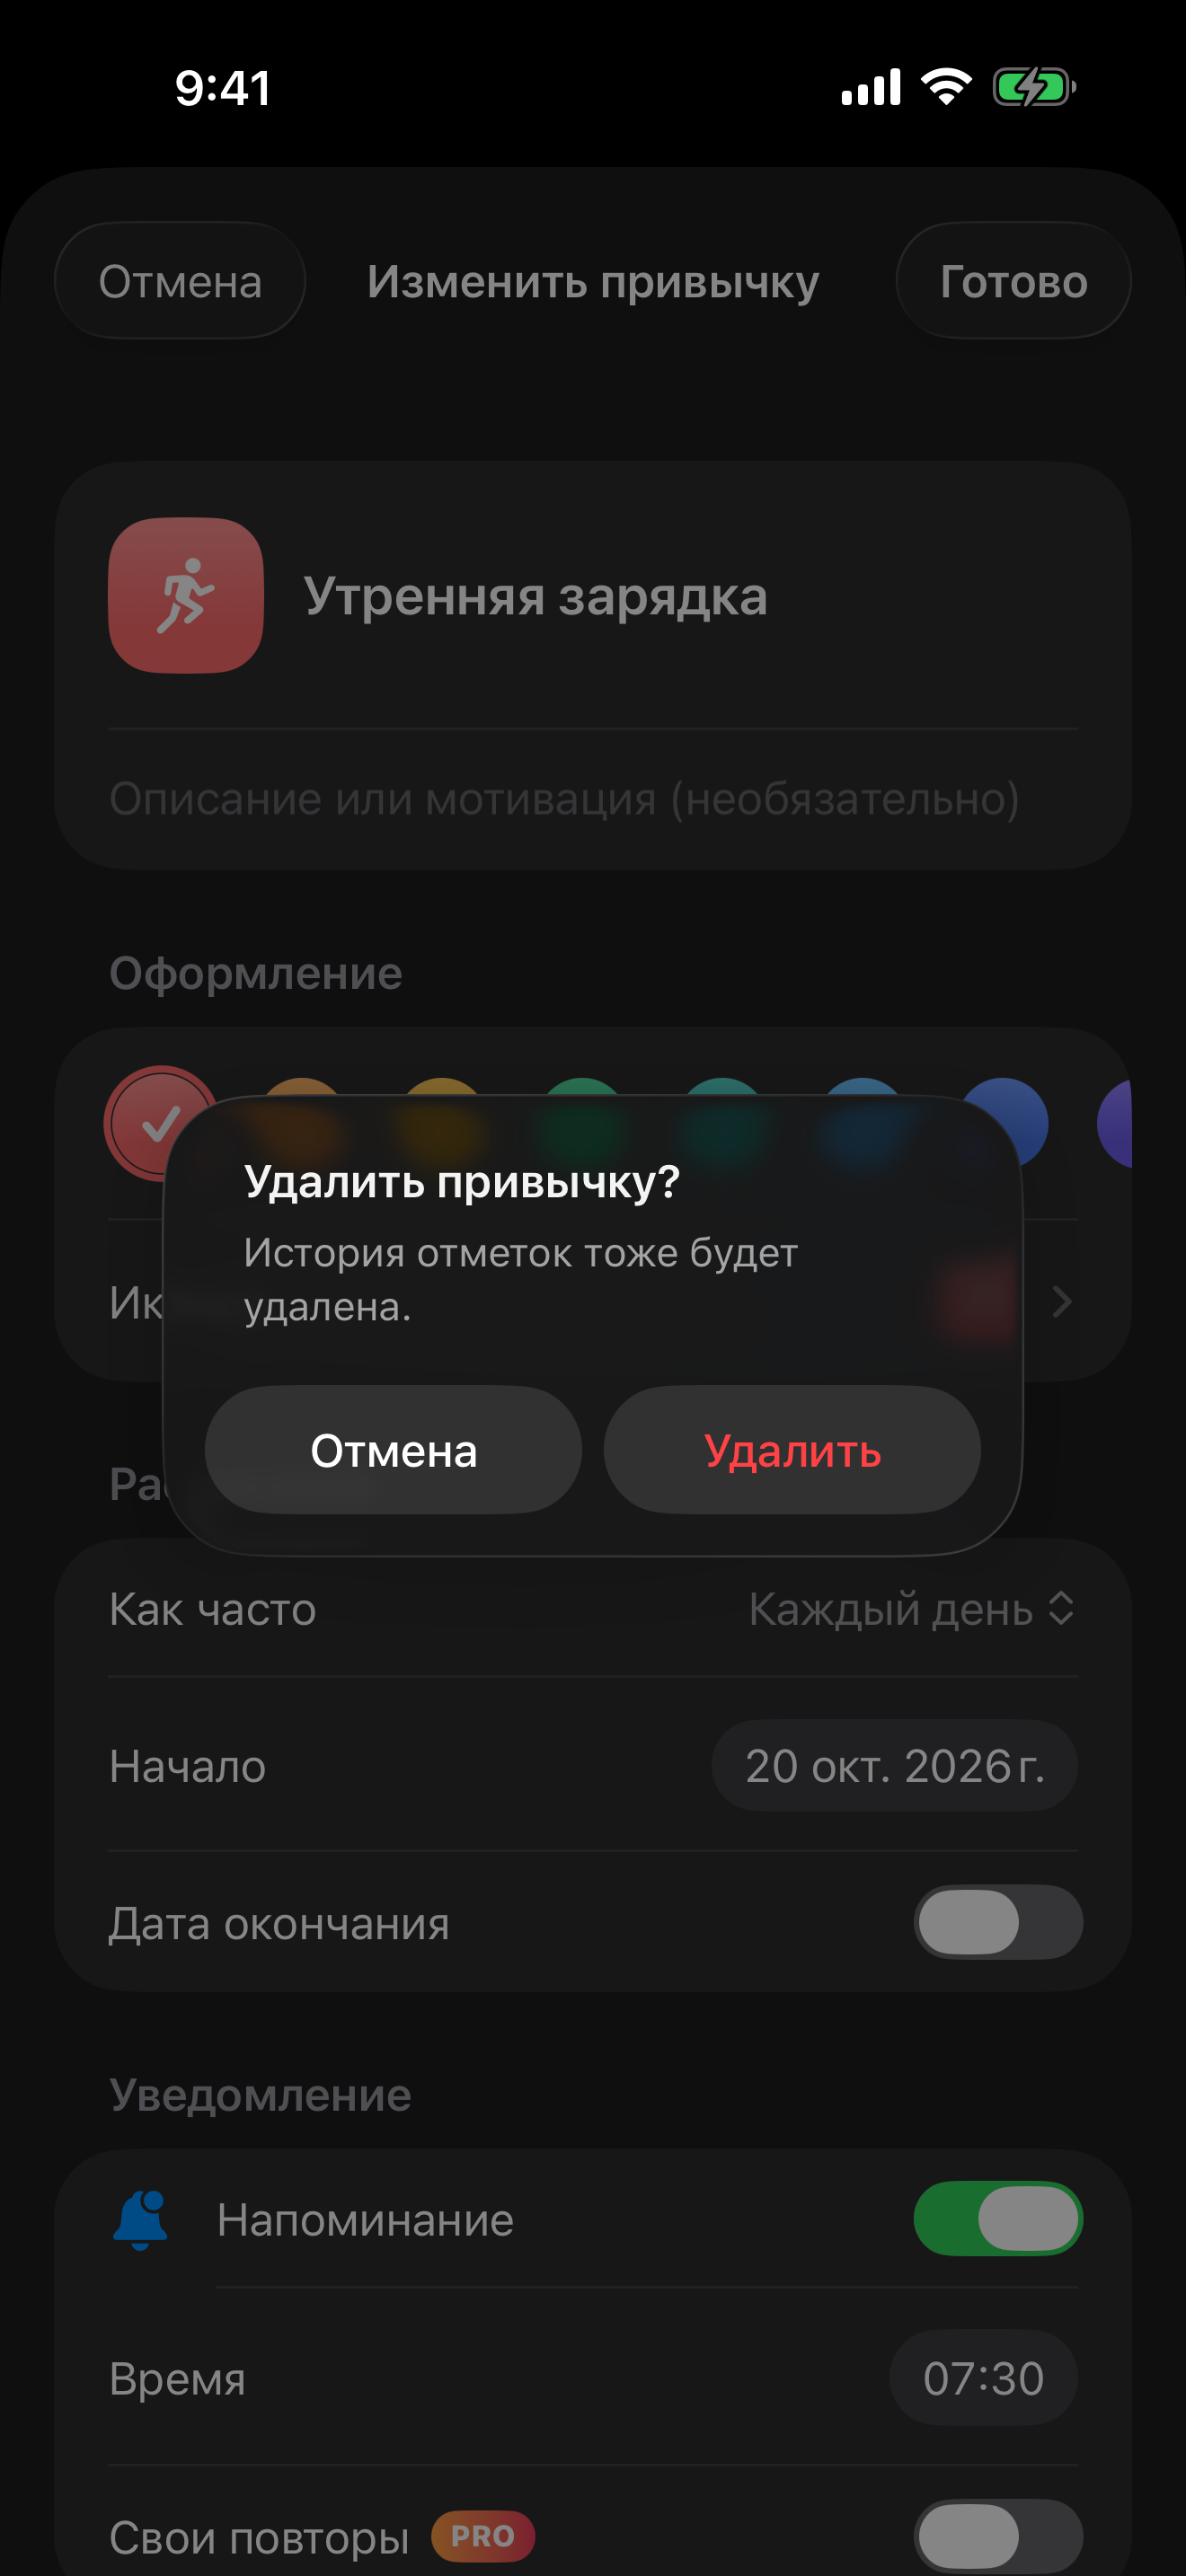 9:41
Отмена
Изменить привычку
Готово
Утренняя зарядка
Описание или мотивация (необязательно)
Оформление
Удалить привычку?
История отметок тоже будет
удалена.
Отмена
Удалить
Как часто
Каждый день
Начало
20 окт. 2026 г.
Дата окончания
Уведомление
Напоминание
Время
07:30
Свои повторы
PRO